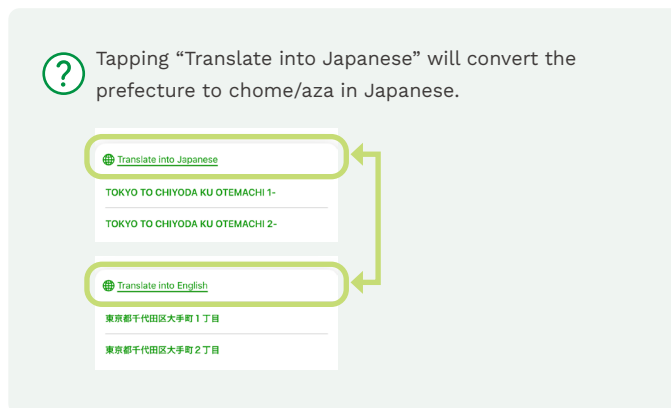 Tapping “Translate into Japanese” will convert the
prefecture to chome/aza in Japanese.
Translate into Japanese
TOKYO TO CHIYODA KU OTEMACHI 1-
TOKYO TO CHIYODA KU OTEMACHI 2-
Translate into English
東京都千代田区大手町1丁目
東京都千代田区大手町2丁目